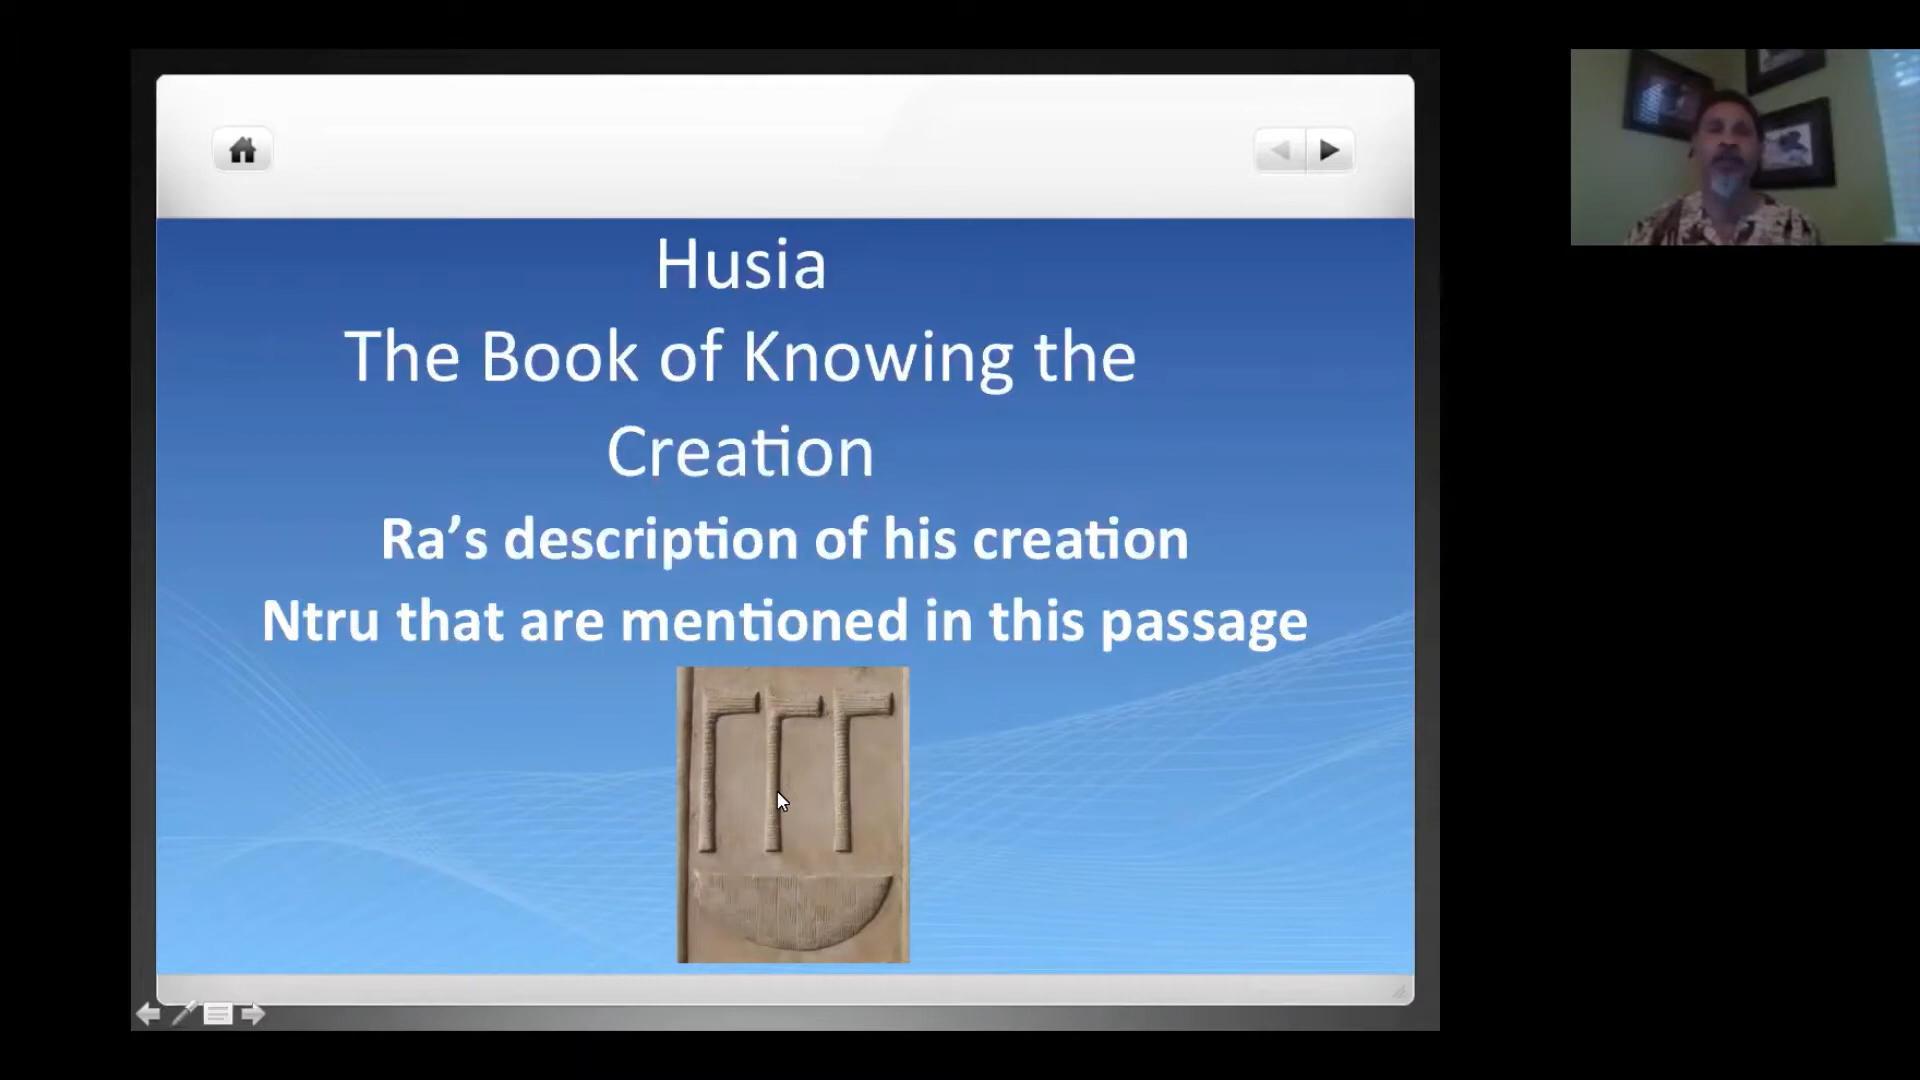 Husia
The Book of Knowing the
Creation
Ra’s description of his creation
Ntru that are mentioned in this passage